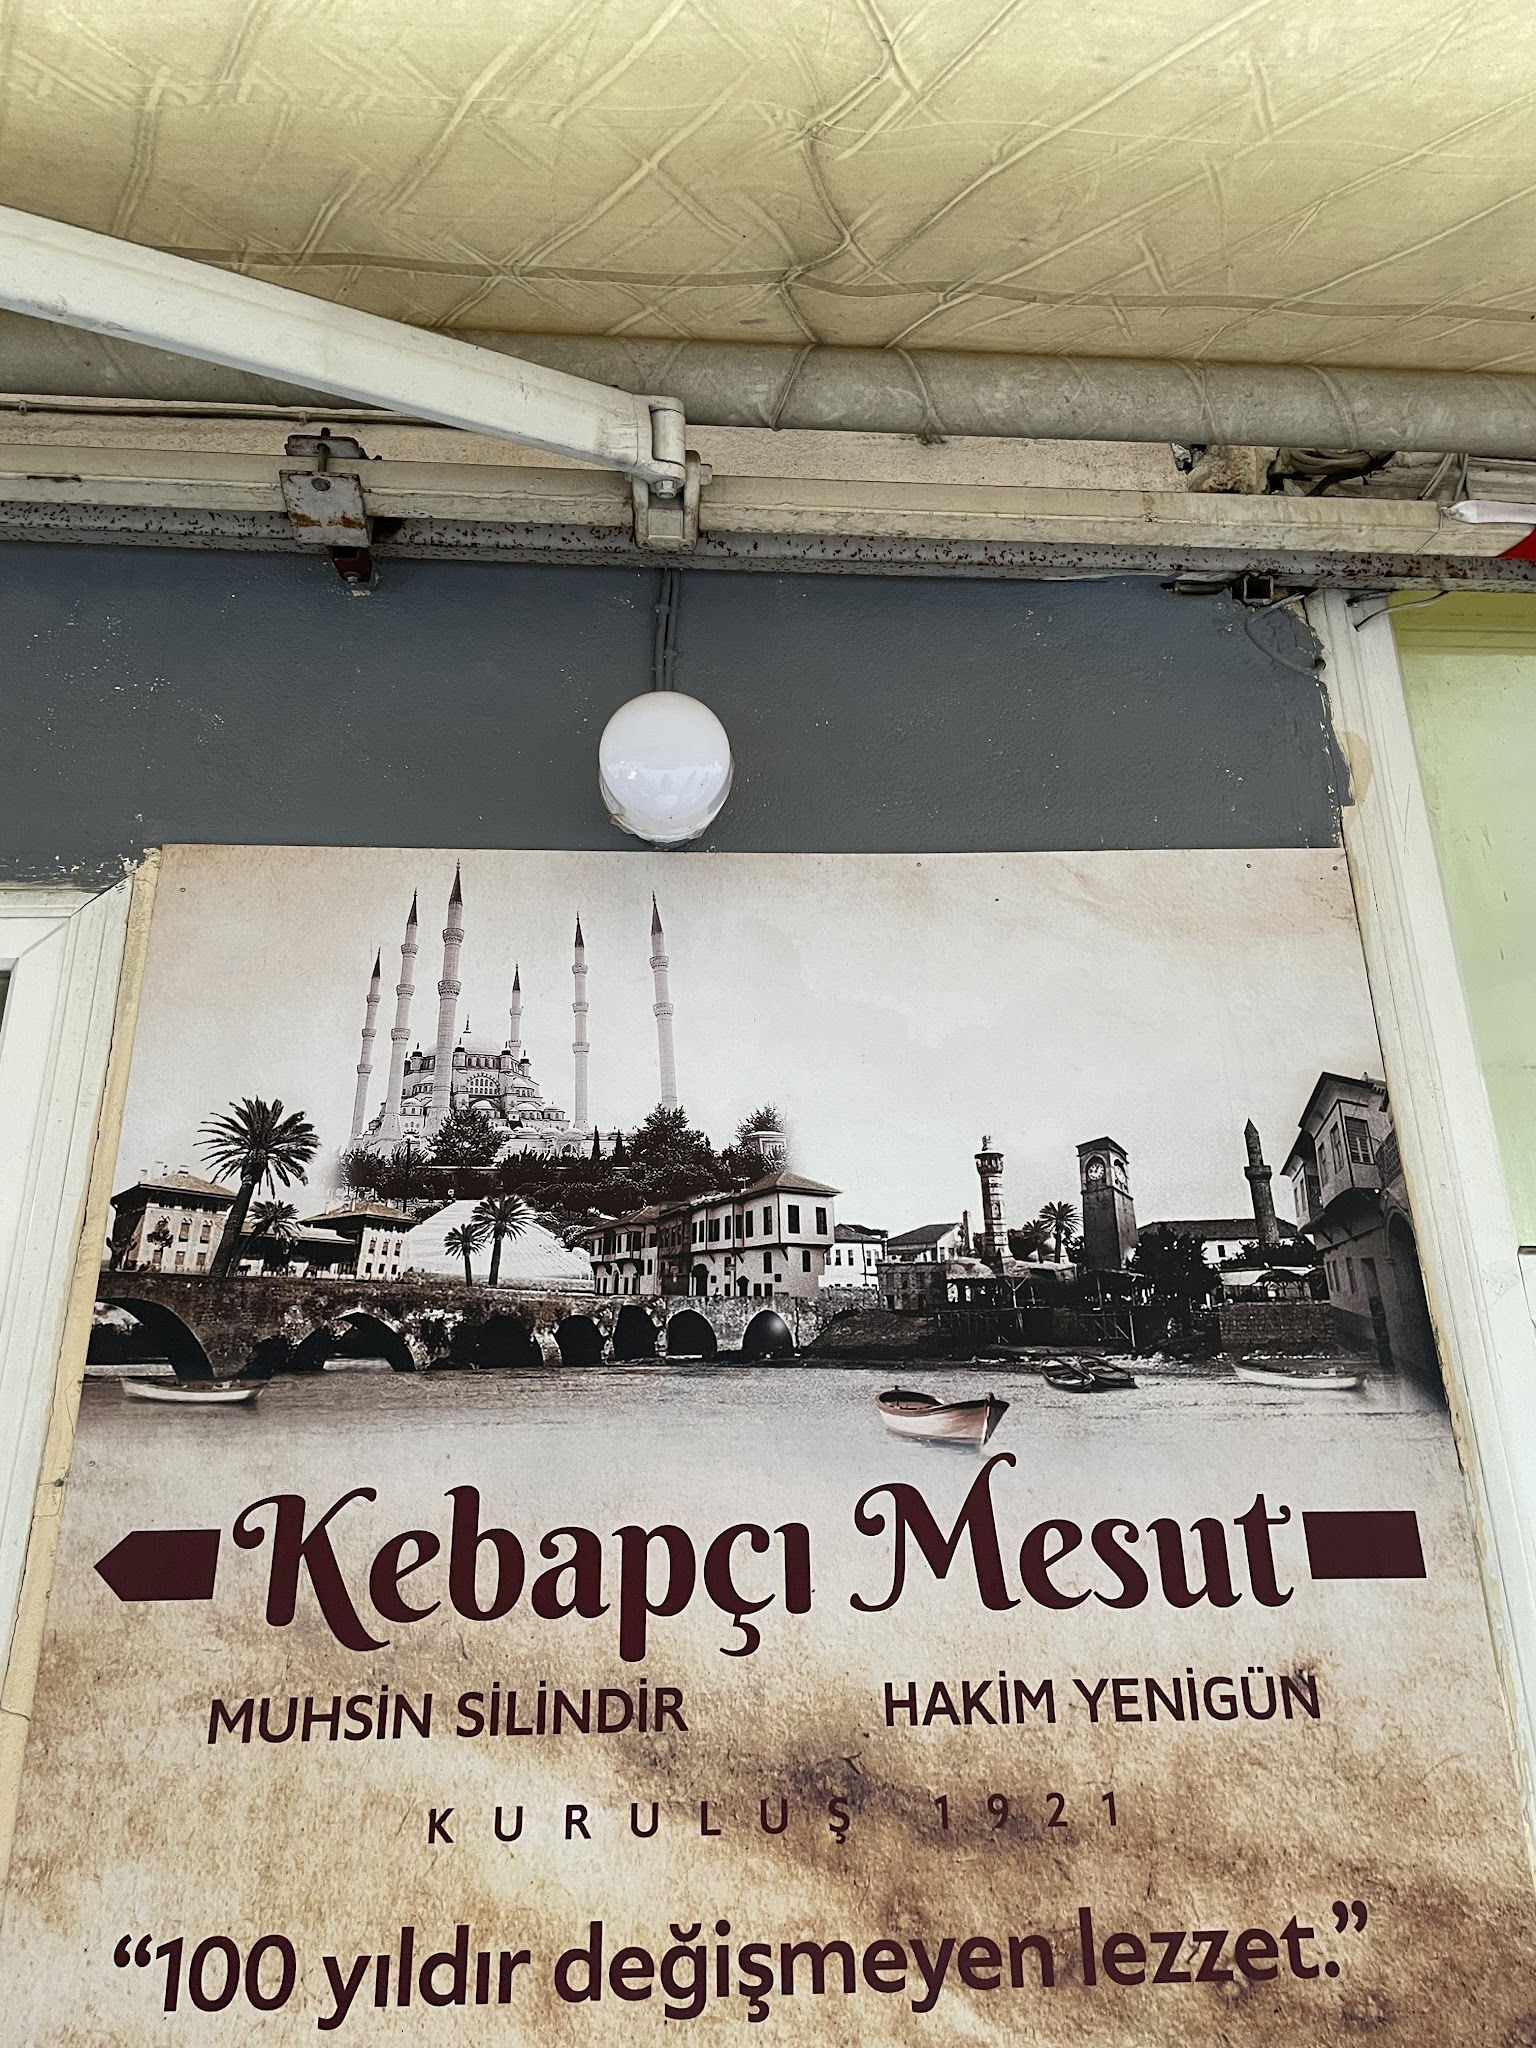 Kebapçı Mesut
MUHSİN SİLİNDİR HAKİM YENİGÜN
KURULUŞ 1921
"100 yıldır değişmeyen lezzet."